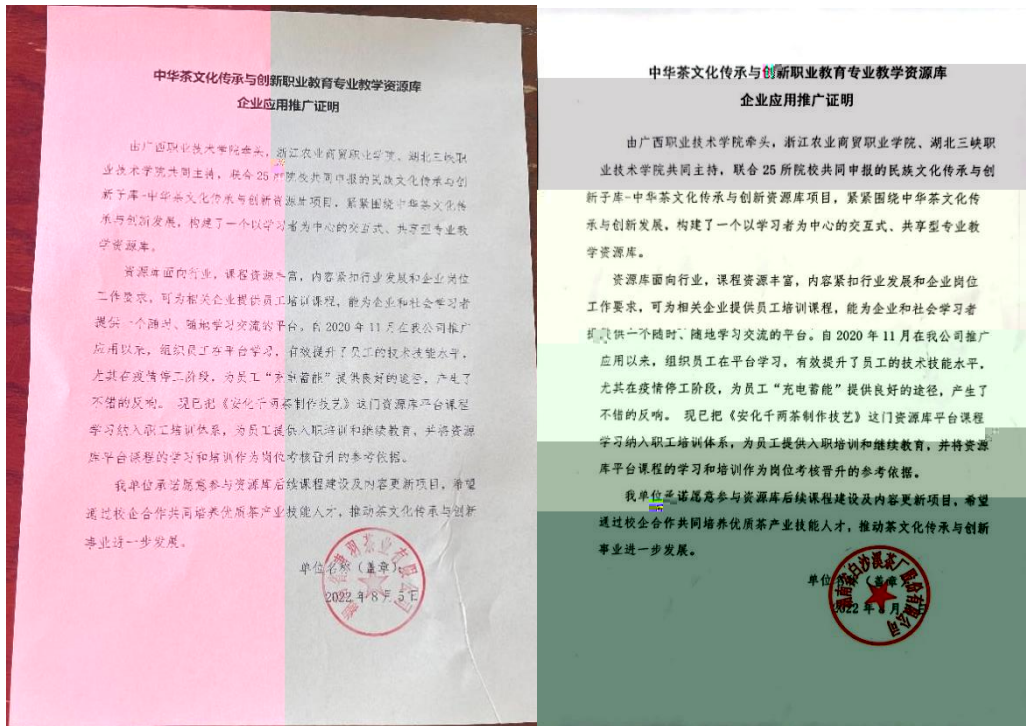 中华茶文化传承与创新职业教育专业教学资源库
企业应用推广证明
由广西职业技术学院牵头，浙江农业商贸职业学院、湖北三峡职
业技术学院共同主持，联合 25 所院校共同申报的民族文化传承与创
新子库-中华茶文化传承与创新资源库项目，紧紧围绕中华茶文化传
承与创新发展，构建了一个以学习者为中心的交互式、共享型专业教
学资源库。
资源库面向行业，课程资源丰富，内容紧扣行业发展和企业岗位
工作要求，可为相关企业提供员工培训课程，能为企业和社会学习者
提供一个随时、随地学习交流的平台，自 2020 年 11 月在我公司推广
应用以来，组织员工在平台学习，有效提升了员工的技术技能水平，
尤其在疫情停工阶段，为员工“充电蓄能”提供良好的途径，产生了
不错的反响。 现已把《安化千两茶制作技艺》这门资源库平台课程
学习纳入职工培训体系，为员工提供入职培训和继续教育，并将资源
库平台课程的学习和培训作为岗位考核晋升的参考依据。
我单位承诺愿意参与资源库后续课程建设及内容更新项目，希望
通过校企合作共同培养优质茶产业技能人才，推动茶文化传承与创新
事业进一步发展。
单位名称（盖章）
2022 年 8 月 5 日
茶业有限公司
中华茶文化传承与创新职业教育专业教学资源库
企业应用推广证明
由广西职业技术学院牵头，浙江农业商贸职业学院、湖北三峡职
业技术学院共同主持，联合 25 所院校共同申报的民族文化传承与创
新子库-中华茶文化传承与创新资源库项目，紧紧围绕中华茶文化传
承与创新发展，构建了一个以学习者为中心的交互式、共享型专业教
学资源库。
资源库面向行业，课程资源丰富，内容紧扣行业发展和企业岗位
工作要求，可为相关企业提供员工培训课程，能为企业和社会学习者
提供一个随时、随地学习交流的平台。自 2020 年 11 月在我公司推广
应用以来，组织员工在平台学习，有效提升了员工的技术技能水平，
尤其在疫情停工阶段，为员工“充电蓄能”提供良好的途径，产生了
不错的反响。 现已把《安化千两茶制作技艺》这门资源库平台课程
学习纳入职工培训体系，为员工提供入职培训和继续教育，并将资源
库平台课程的学习和培训作为岗位考核晋升的参考依据。
我单位承诺愿意参与资源库后续课程建设及内容更新项目，希望
通过校企合作共同培养优质茶产业技能人才，推动茶文化传承与创新
事业进一步发展。
单位 （盖章
2022 年 8 月
湖南省白沙溪茶厂股份有限公司